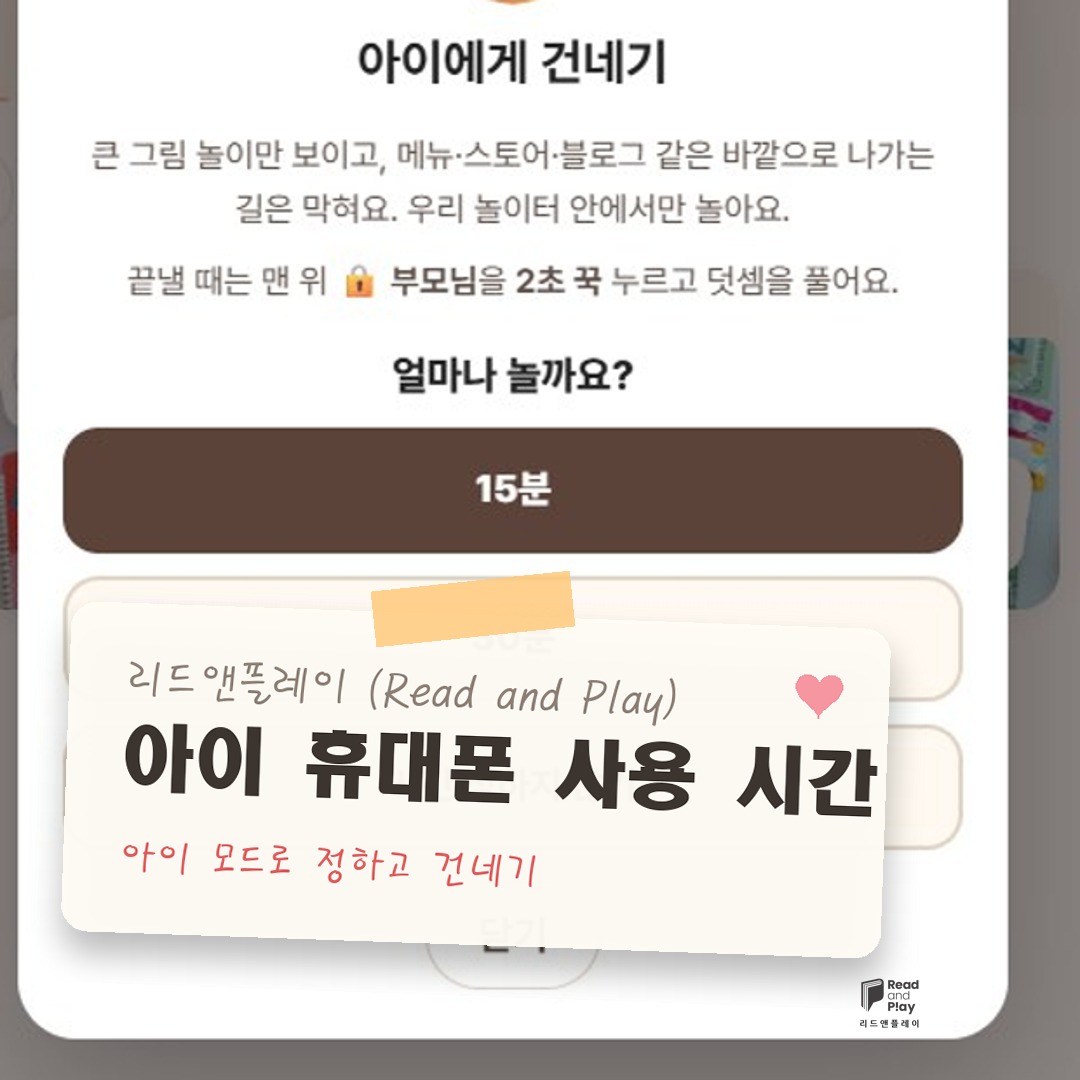 아이에게 건네기
큰 그림 놀이만 보이고, 메뉴·스토어·블로그 같은 바깥으로 나가는
길은 막혀요. 우리 놀이터 안에서만 놀아요.
끝낼 때는 맨 위 🔒 부모님을 2초 꾹 누르고 덧셈을 풀어요.
얼마나 놀까요?
15분
리드앤플레이 (Read and Play)
아이 휴대폰 사용 시간
아이 모드로 정하고 건네기
닫기
Read
and
Play
리드앤플레이